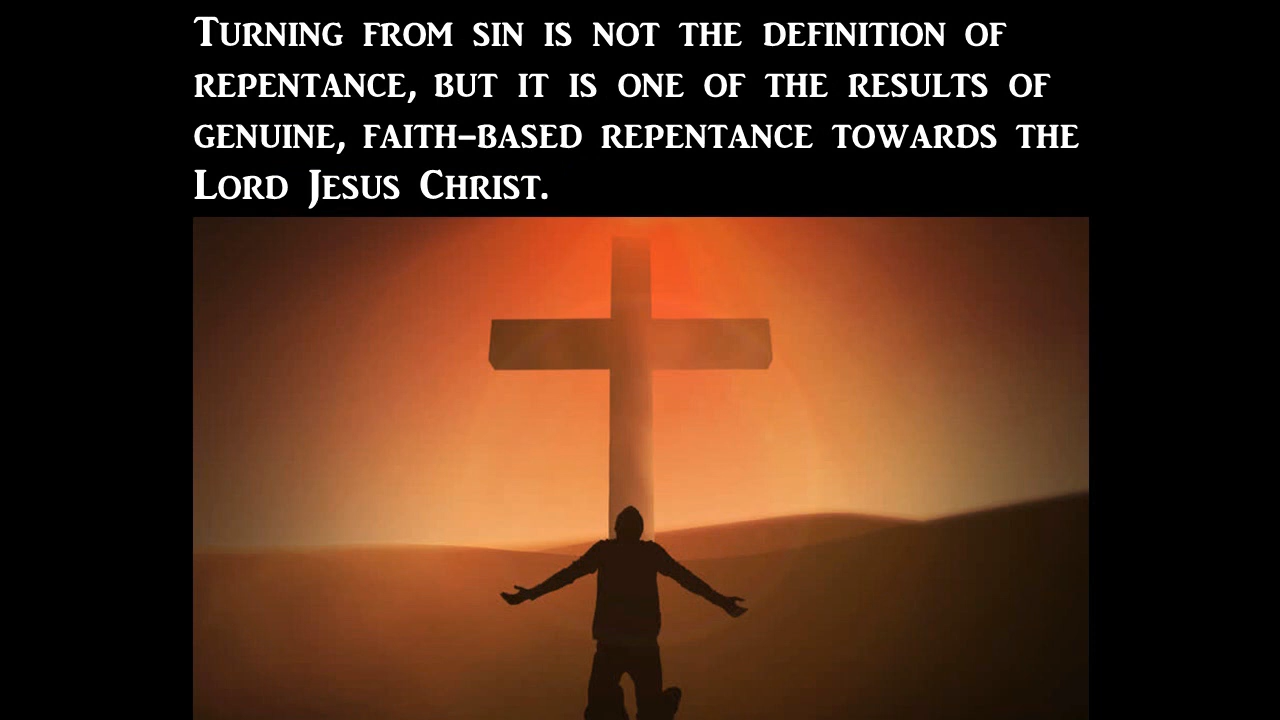 Turning from sin is not the definition of
repentance, but it is one of the results of
genuine, faith-based repentance towards the
Lord Jesus Christ.